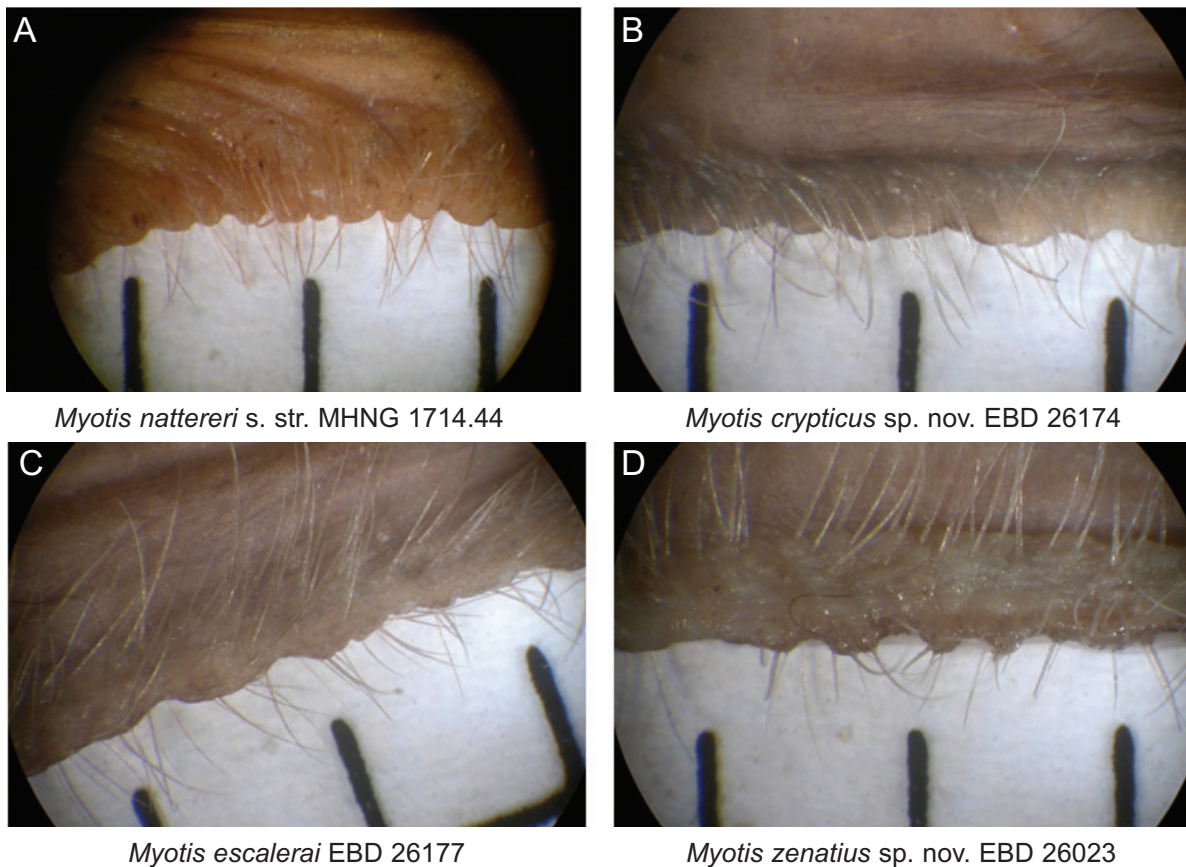 A
B
Myotis nattereri s. str. MHNG 1714.44
Myotis crypticus sp. nov. EBD 26174
C
D
Myotis escalerai EBD 26177
Myotis zenatius sp. nov. EBD 26023